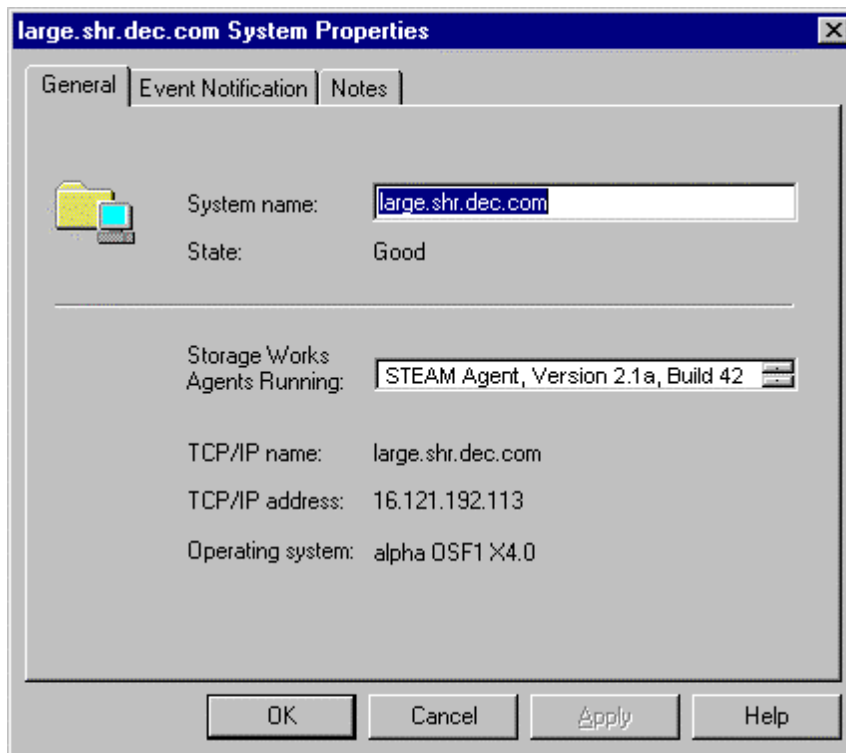 large.shr.dec.com System Properties
General Event Notification Notes
System name: large.shr.dec.com
State: Good
Storage Works
Agents Running: STEAM Agent, Version 2.1a, Build 42
TCP/IP name: large.shr.dec.com
TCP/IP address: 16.121.192.113
Operating system: alpha OSF1 X4.0
OK Cancel Apply Help